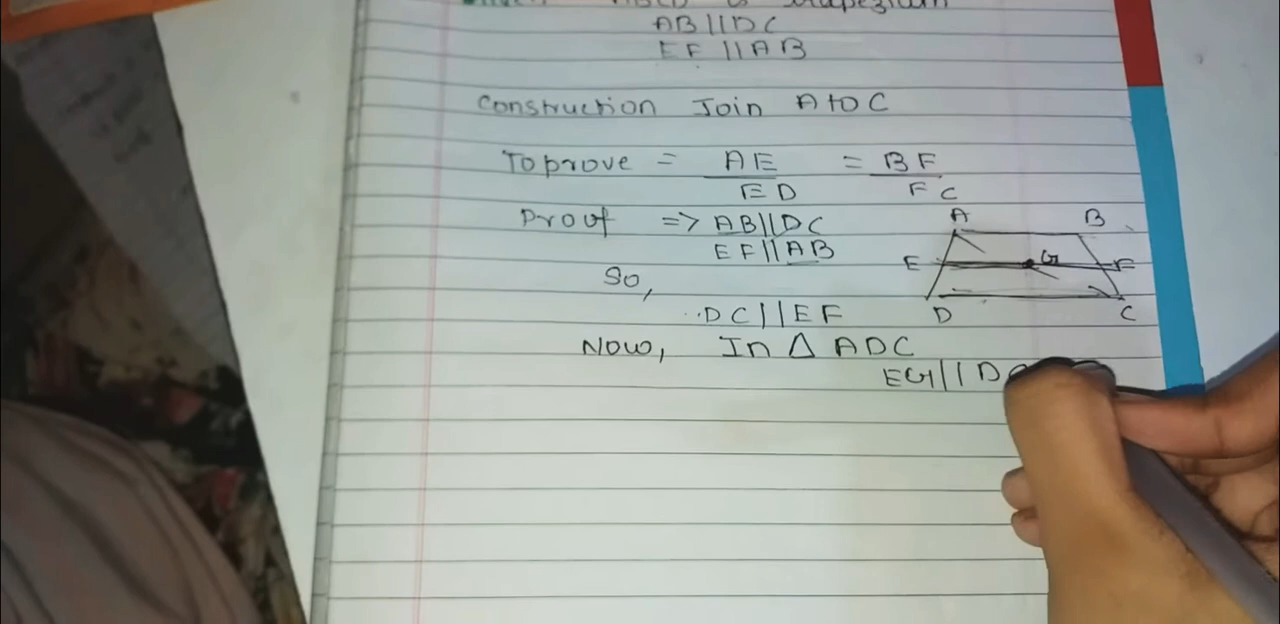 AB||DC
EF ||AB
Construction Join A to C
To prove = AE/ED = BF/FC
Proof => AB||DC
EF||AB
A B
So,
E G F
DC||EF
D C
Now, In △ ADC
EG||D